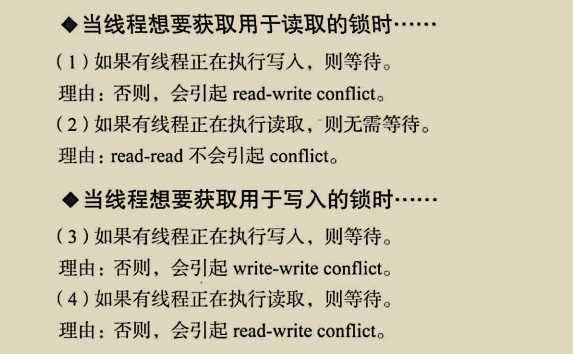 ◆当线程想要获取用于读取的锁时……
（1）如果有线程正在执行写入，则等待。
理由：否则，会引起 read-write conflict。
（2）如果有线程正在执行读取，则无需等待。
理由：read-read 不会引起 conflict。
◆当线程想要获取用于写入的锁时……
（3）如果有线程正在执行写入，则等待。
理由：否则，会引起 write-write conflict。
（4）如果有线程正在执行读取，则等待。
理由：否则，会引起 read-write conflict。